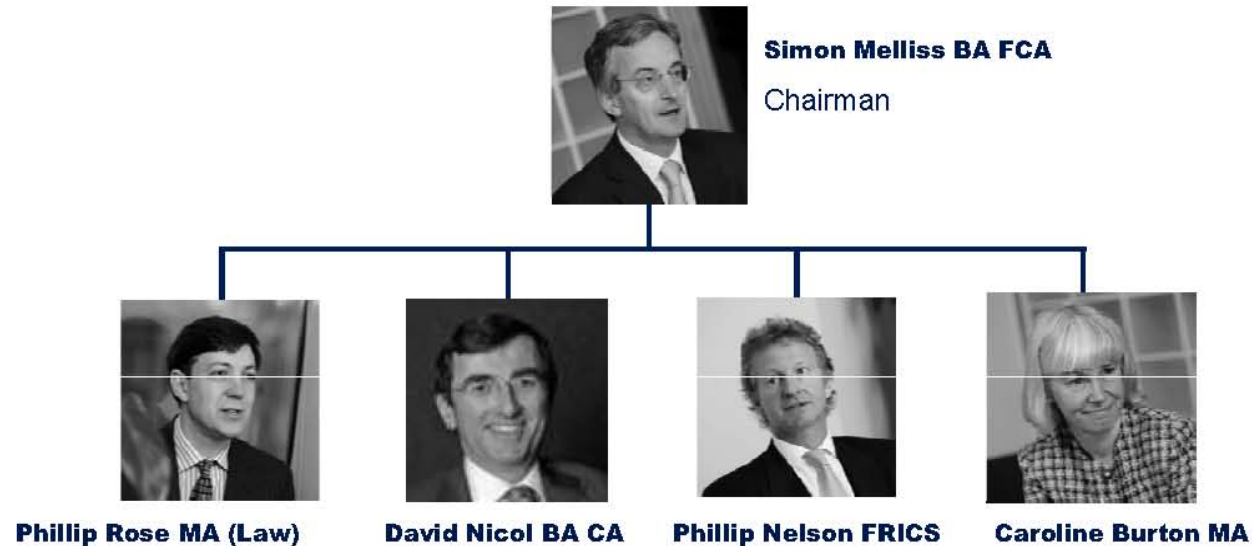 Simon Melliss BA FCA
Chairman
Phillip Rose MA (Law)
David Nicol BA CA
Phillip Nelson FRICS
Caroline Burton MA